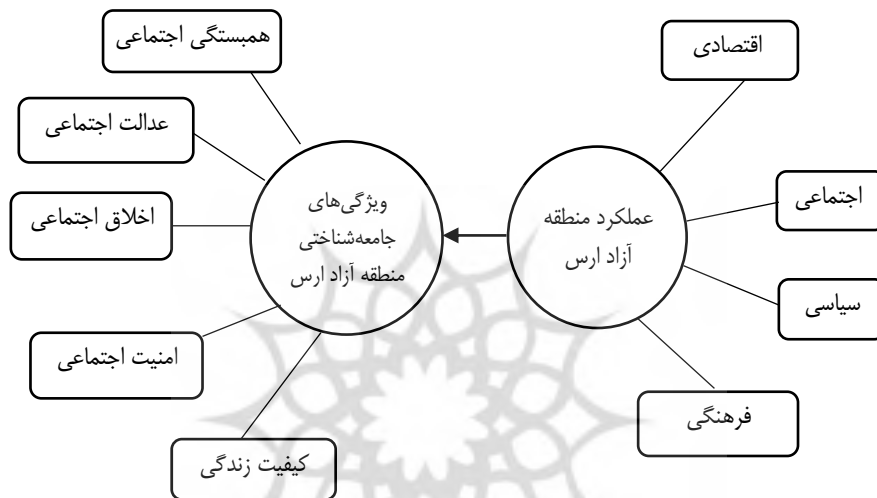 همبستگی اجتماعی
عدالت اجتماعی
اخلاق اجتماعی
امنیت اجتماعی
کیفیت زندگی
ویژگی‌های
جامعه‌شناختی
منطقه آزاد ارس
عملکرد منطقه
آزاد ارس
اقتصادی
اجتماعی
سیاسی
فرهنگی